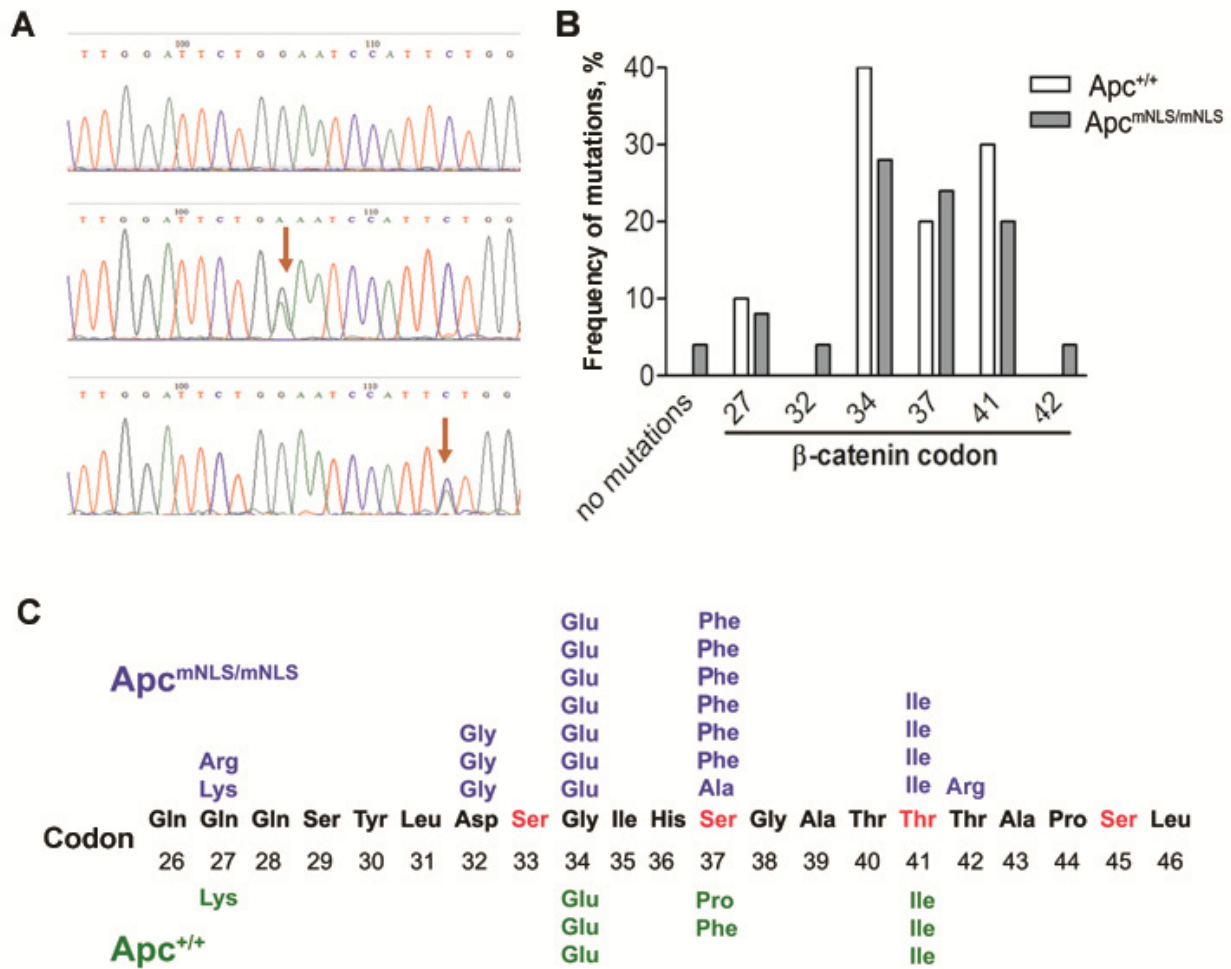 A
100 110
T T G G A T T C T G G A A T C C A T T C T G G
100 110
T T G G A T T C T G A A A T C C A T T C T G G
100 110
T T G G A T T C T G G A A T C C A T T C T G G
B
Frequency of mutations, %
40
30
20
10
0
Apc+/+
ApcmNLS/mNLS
no mutations 27 32 34 37 41 42
β-catenin codon
C
ApcmNLS/mNLS
Glu Phe
Glu Phe
Glu Phe
Glu Phe Ile
Gly Glu Phe Ile
Arg Gly Glu Phe Ile
Lys Gly Glu Ala Ile Arg
Codon
Gln Gln Gln Ser Tyr Leu Asp Ser Gly Ile His Ser Gly Ala Thr Thr Thr Ala Pro Ser Leu
26 27 28 29 30 31 32 33 34 35 36 37 38 39 40 41 42 43 44 45 46
Lys Glu Pro Ile
Glu Phe Ile
Glu Ile
Apc+/+